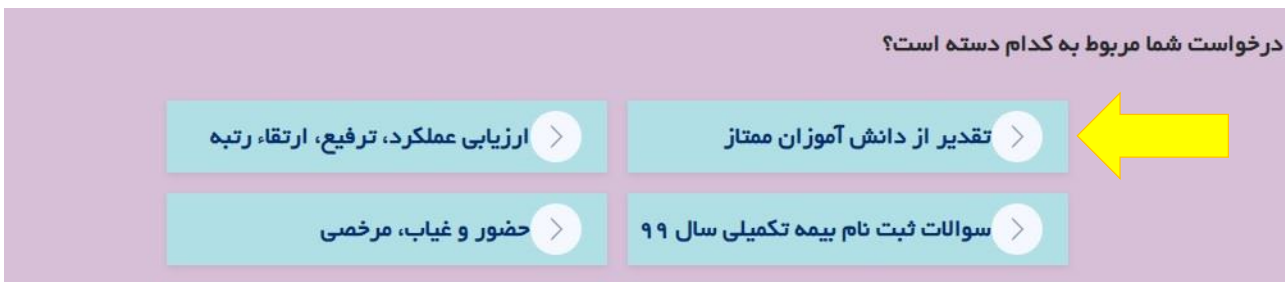 درخواست شما مربوط به کدام دسته است؟
تقدیر از دانش آموزان ممتاز
ارزیابی عملکرد، ترفیع، ارتقاء رتبه
سوالات ثبت نام بیمه تکمیلی سال ۹۹
حضور و غیاب، مرخصی